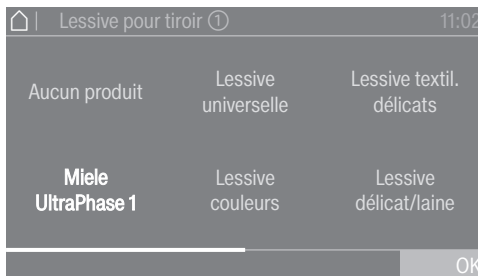 Lessive pour tiroir ① 11:02
Aucun produit
Lessive
universelle
Lessive textil.
délicats
Miele
UltraPhase 1
Lessive
couleurs
Lessive
délicat/laine
OK